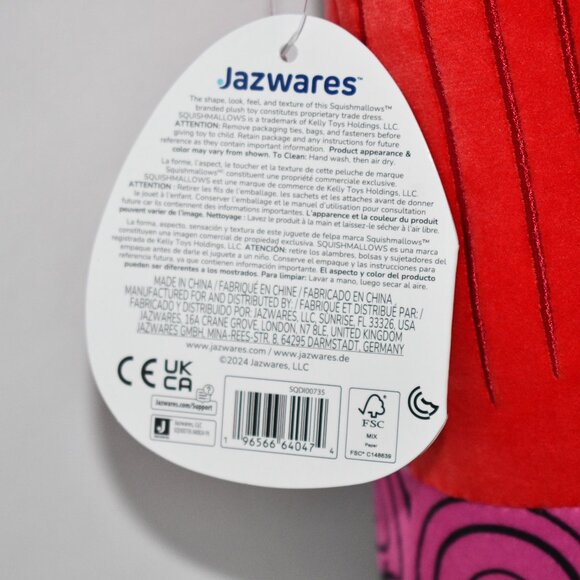 Jazwares™
The shape, look, feel, and texture of this Squishmallows™
branded plush toy constitutes proprietary trade dress.
SQUISHMALLOWS is a trademark of Kelly Toys Holdings, LLC.
ATTENTION: Remove packaging ties, bags, and fasteners before
giving toy to child. Retain package and any instructions for future
reference as they contain important information. Product appearance &
color may vary from shown. To Clean: Hand wash, then air dry.
La forme, l'aspect, le toucher et la texture de cette peluche de marque
Squishmallows™ constituent une propriété commerciale exclusive.
SQUISHMALLOWS est une marque de commerce de Kelly Toys Holdings, LLC.
ATTENTION : Retirer les fils de l'emballage, les sachets et les attaches avant de donner
ce jouet à un enfant. Conservez l'emballage et le manuel d'utilisation pour consultation
future car ils contiennent des informations importantes. L'apparence et la couleur du produit
peuvent varier de l'image. Nettoyage : Lavez le produit à la main et laissez-le sécher à l'air libre.
La forma, aspecto, sensación y textura de este juguete de felpa marca Squishmallows™
constituyen una imagen comercial de propiedad exclusiva. SQUISHMALLOWS es una marca
registrada de Kelly Toys Holdings, LLC. ATENCIÓN: retire los alambres, bolsas y sujetadores del
empaque antes de darle el juguete a un niño. Conserve el empaque y las instrucciones para
referencia futura, ya que contienen información importante. El aspecto y color del producto
pueden ser diferentes a los mostrados. Para limpiar: Lavar a mano, luego secar al aire.
MADE IN CHINA / FABRIQUÉ EN CHINE / FABRICADO EN CHINA
MANUFACTURED FOR AND DISTRIBUTED BY / FABRIQUÉ ET DISTRIBUÉ PAR: /
FABRICADO Y DISTRIBUIDO POR: JAZWARES, LLC. SUNRISE, FL 33326, USA
JAZWARES, 16A CRANE GROVE, LONDON, N7 8LE, UNITED KINGDOM
JAZWARES GMBH, MINA-REES-STR. 8, 64295 DARMSTADT, GERMANY
www.jazwares.com / www.jazwares.de
©2024 Jazwares, LLC
CE UK
CA
Jazwares.com/Support
J Jazwares, LLC
SQDI00735
1 96566 64047 4
FSC
MIX
Paper
FSC® C148639